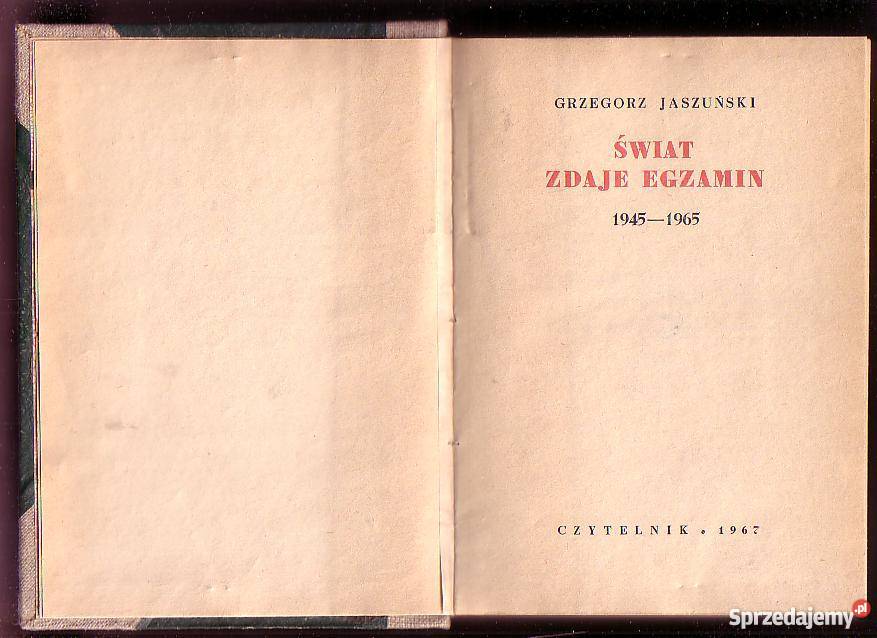 GRZEGORZ JASZUŃSKI
ŚWIAT
ZDAJE EGZAMIN
1945—1965
CZYTELNIK • 1967
Sprzedajemy.pl